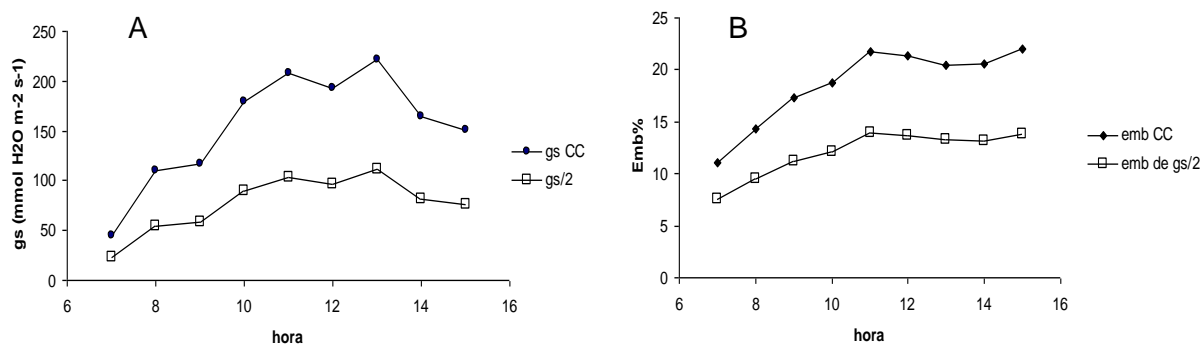 A
gs (mmol H2O m-2 s-1)
250
200
150
100
50
0
6 8 10 12 14 16
hora
gs CC
gs/2
B
Emb%
25
20
15
10
5
0
6 8 10 12 14 16
hora
emb CC
emb de gs/2